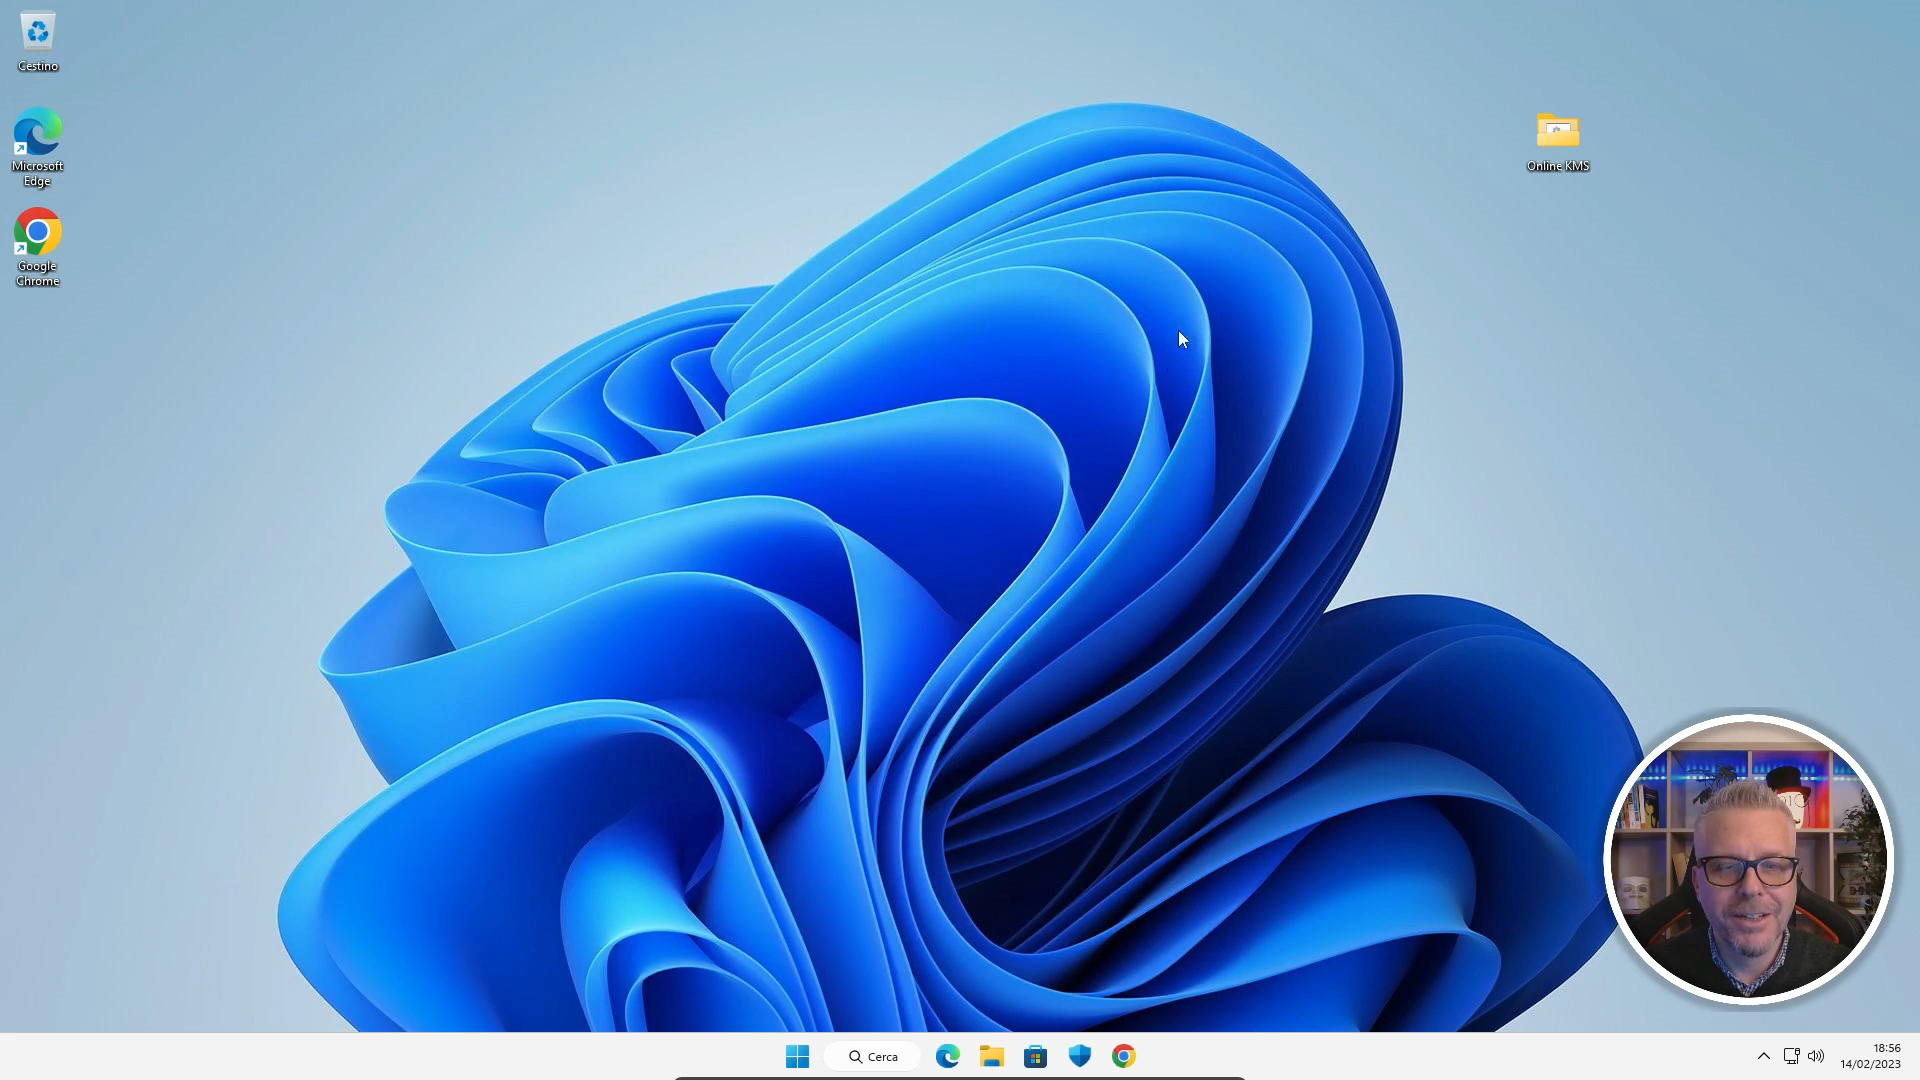 Cestino
Microsoft
Edge
Google
Chrome
Online KMS
Cerca
18:56
14/02/2023